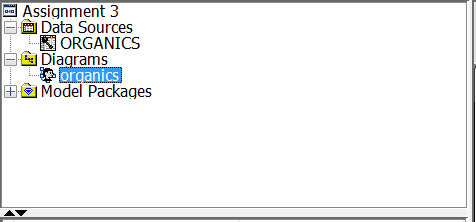 Assignment 3
Data Sources
ORGANICS
Diagrams
organics
Model Packages